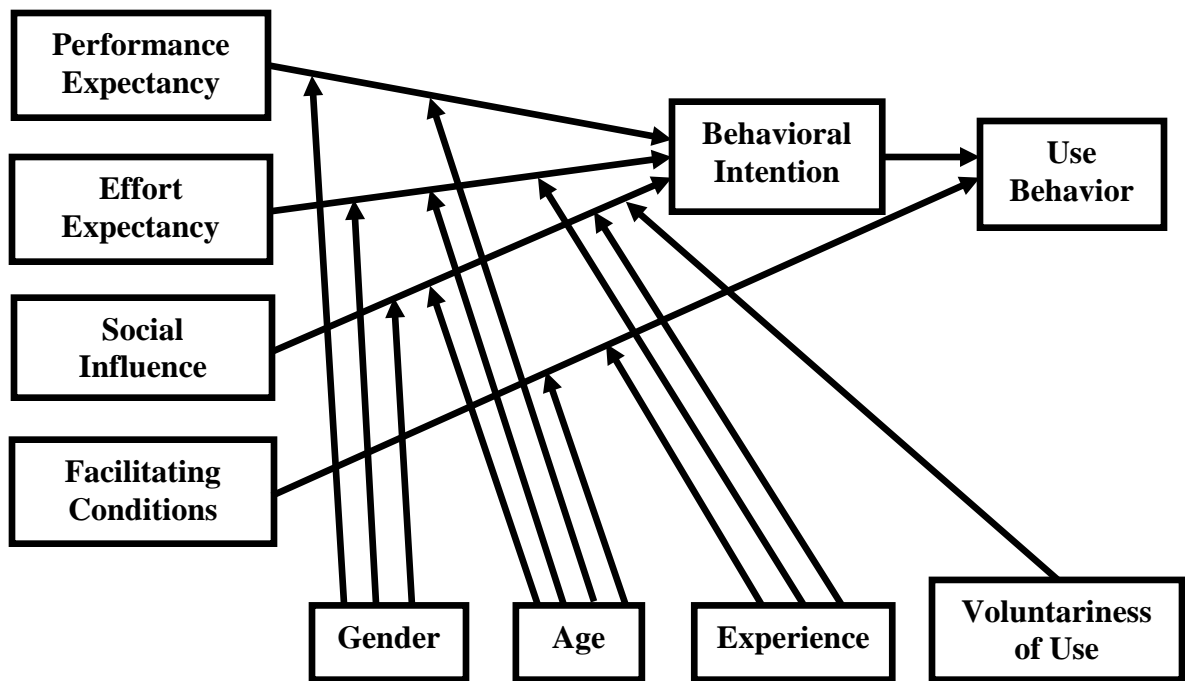 Performance
Expectancy
Effort
Expectancy
Social
Influence
Facilitating
Conditions
Behavioral
Intention
Use
Behavior
Gender
Age
Experience
Voluntariness
of Use